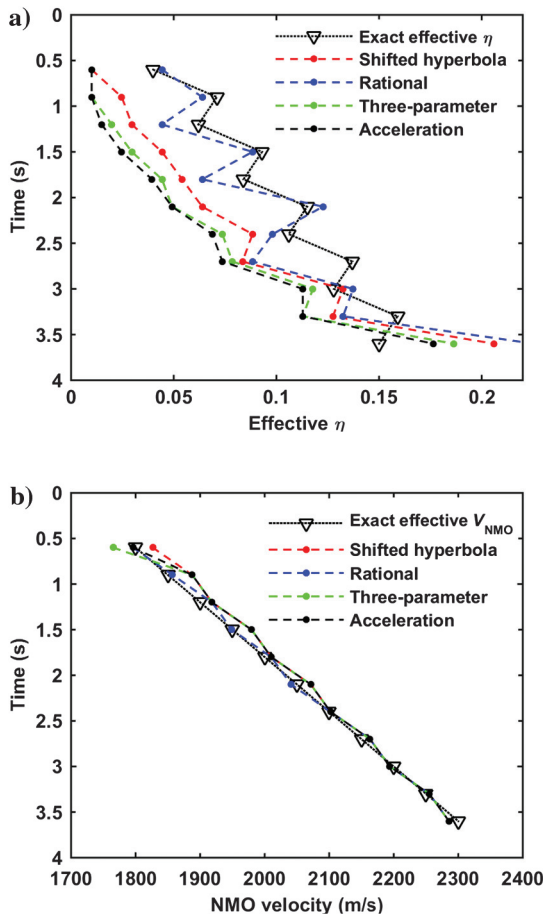 a)
Exact effective η
Shifted hyperbola
Rational
Three-parameter
Acceleration
0
0.5
1
1.5
2
2.5
3
3.5
4
Time (s)
0 0.05 0.1 0.15 0.2
Effective η
b)
Exact effective V_NMO
Shifted hyperbola
Rational
Three-parameter
Acceleration
0
0.5
1
1.5
2
2.5
3
3.5
4
Time (s)
1700 1800 1900 2000 2100 2200 2300 2400
NMO velocity (m/s)